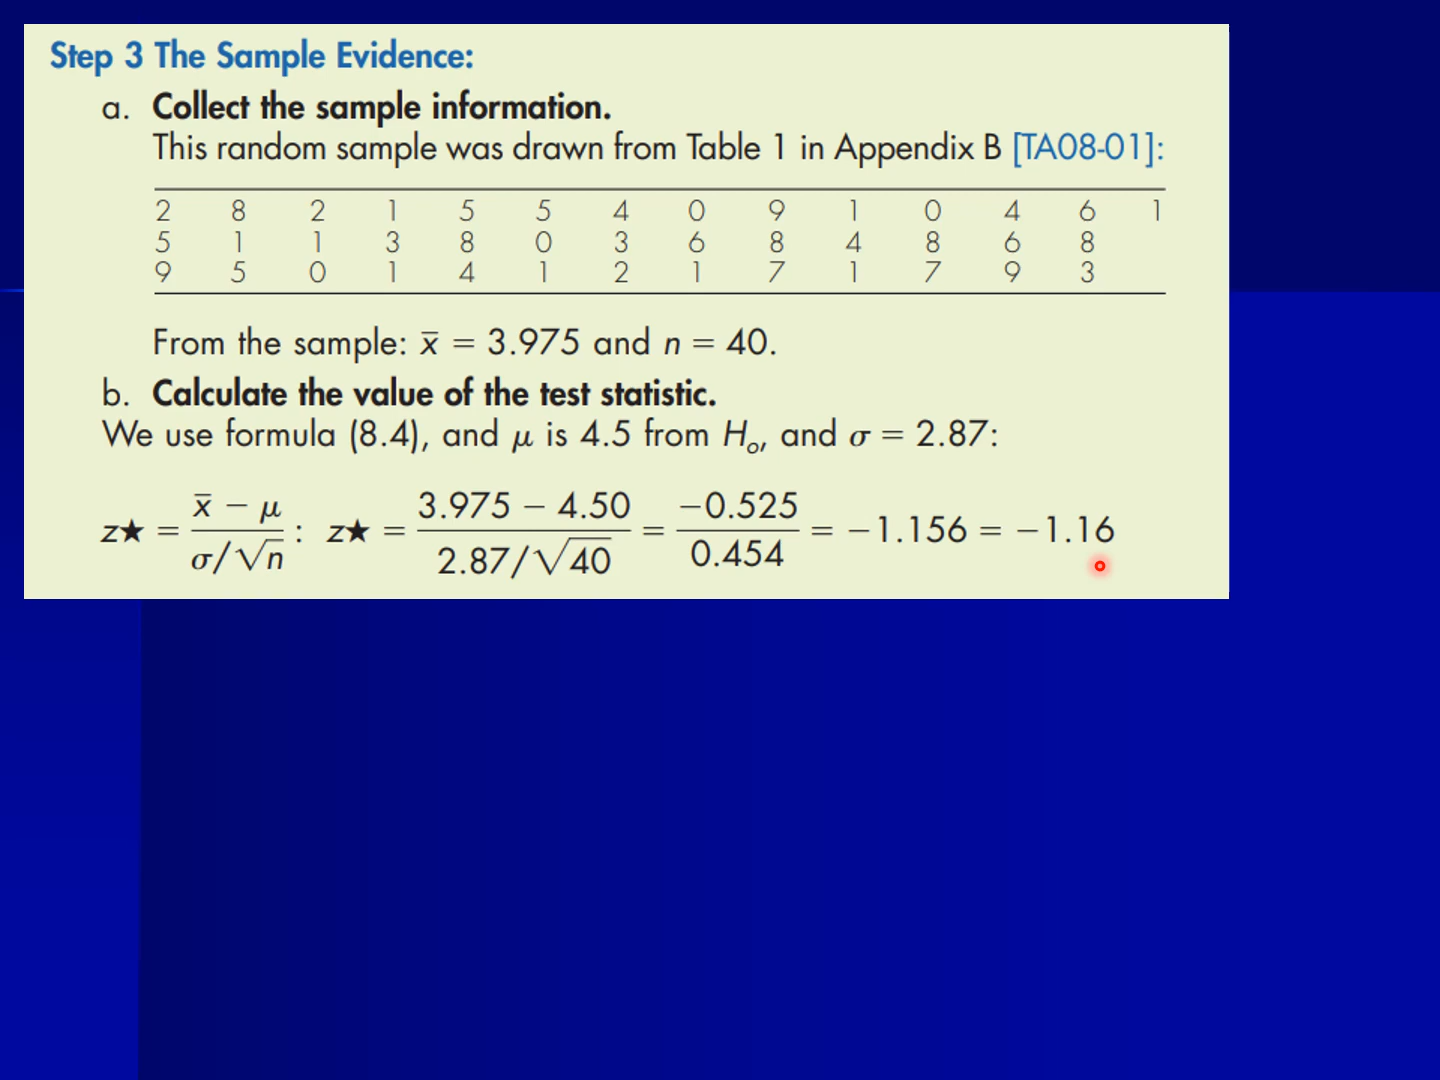 Step 3 The Sample Evidence:
a. Collect the sample information.
This random sample was drawn from Table 1 in Appendix B [TA08-01]:
2 8 2 1 5 5 4 0 9 1 0 4 6 1
5 1 1 3 8 0 3 6 8 4 8 6 8
9 5 0 1 4 1 2 1 7 1 7 9 3
From the sample: x̄ = 3.975 and n = 40.
b. Calculate the value of the test statistic.
We use formula (8.4), and μ is 4.5 from Hₒ, and σ = 2.87:
z★ = (x̄ − μ)/(σ/√n) : z★ = (3.975 − 4.50)/(2.87/√40) = −0.525/0.454 = −1.156 = −1.16